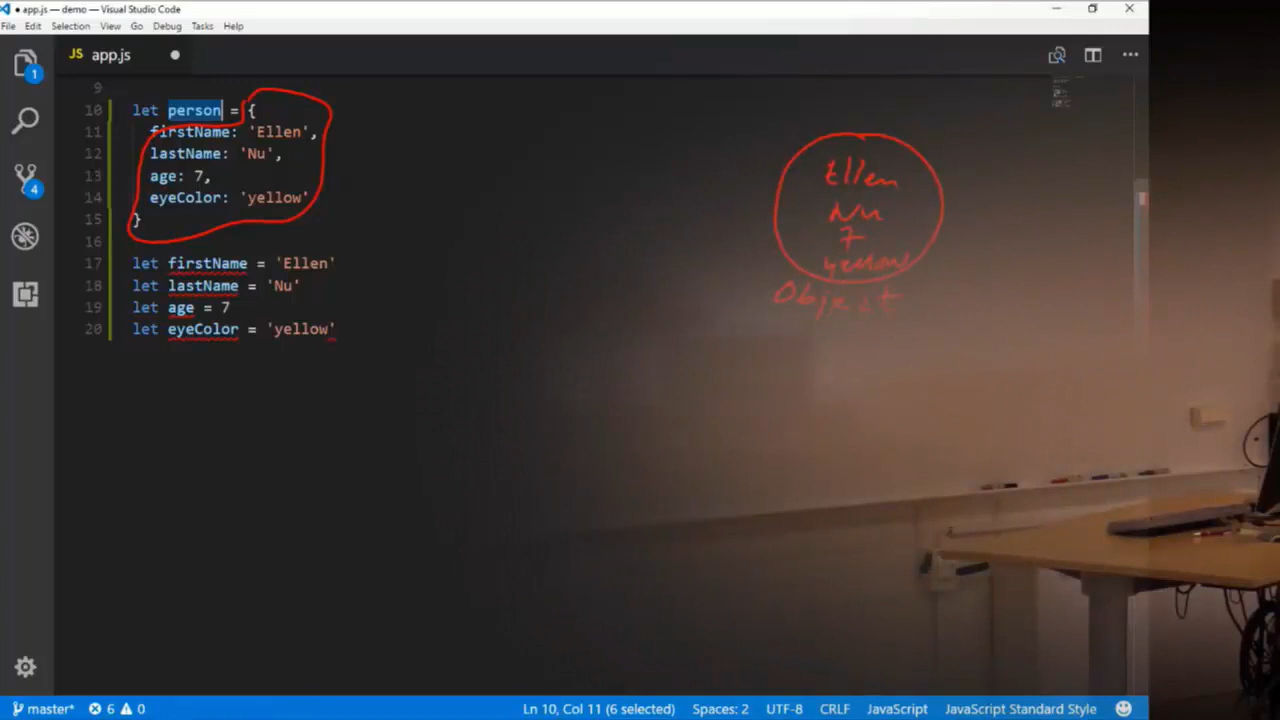 app.js — demo — Visual Studio Code
File Edit Selection View Go Debug Tasks Help
JS app.js
1
4
9
10 let person = {
11 firstName: 'Ellen',
12 lastName: 'Nu',
13 age: 7,
14 eyeColor: 'yellow'
15 }
16
17 let firstName = 'Ellen'
18 let lastName = 'Nu'
19 let age = 7
20 let eyeColor = 'yellow'
Ellen
Nu
7
yellow
Object
master* 6 0 Ln 10, Col 11 (6 selected) Spaces: 2 UTF-8 CRLF JavaScript JavaScript Standard Style